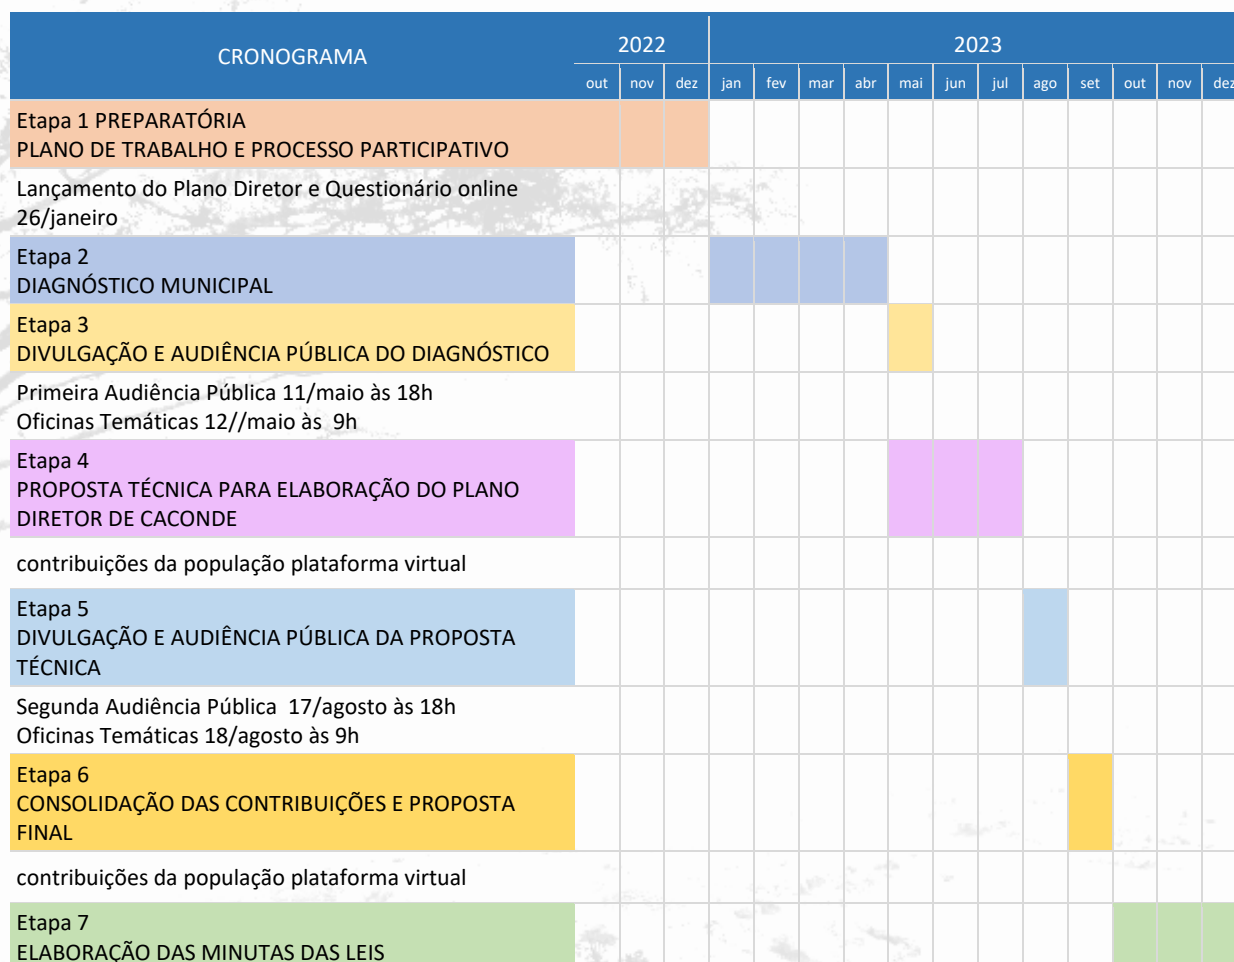 CRONOGRAMA
2022
2023
out nov dez jan fev mar abr mai jun jul ago set out nov dez
Etapa 1 PREPARATÓRIA
PLANO DE TRABALHO E PROCESSO PARTICIPATIVO
Lançamento do Plano Diretor e Questionário online
26/janeiro
Etapa 2
DIAGNÓSTICO MUNICIPAL
Etapa 3
DIVULGAÇÃO E AUDIÊNCIA PÚBLICA DO DIAGNÓSTICO
Primeira Audiência Pública 11/maio às 18h
Oficinas Temáticas 12//maio às 9h
Etapa 4
PROPOSTA TÉCNICA PARA ELABORAÇÃO DO PLANO
DIRETOR DE CACONDE
contribuições da população plataforma virtual
Etapa 5
DIVULGAÇÃO E AUDIÊNCIA PÚBLICA DA PROPOSTA
TÉCNICA
Segunda Audiência Pública 17/agosto às 18h
Oficinas Temáticas 18/agosto às 9h
Etapa 6
CONSOLIDAÇÃO DAS CONTRIBUIÇÕES E PROPOSTA
FINAL
contribuições da população plataforma virtual
Etapa 7
ELABORAÇÃO DAS MINUTAS DAS LEIS